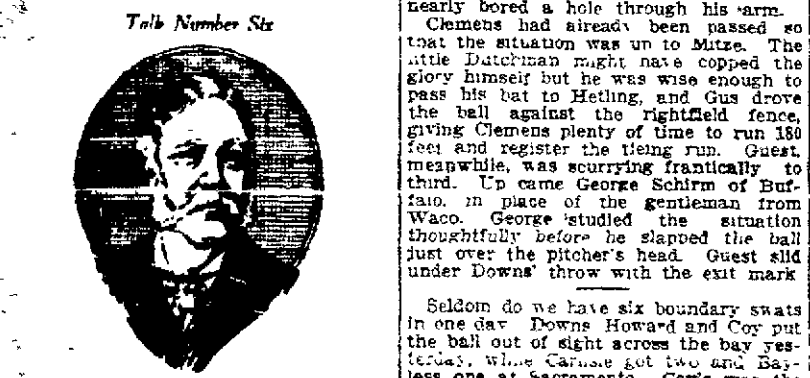 Talk Number Six
nearly bored a hole through his arm.
Clemens had already been passed so
that the situation was up to Mitze. The
little Dutchman might have copped the
glory himself but he was wise enough to
pass his bat to Hetling, and Gus drove
the ball against the rightfield fence,
giving Clemens plenty of time to run 180
feet and register the tieing run. Guest,
meanwhile, was scurrying frantically to
third. Up came George Schirm of Buf-
falo, in place of the gentleman from
Waco. George studied the situation
thoughtfully before he slapped the ball
just over the pitcher's head. Guest slid
under Downs' throw with the exit mark
Seldom do we have six boundary swats
in one day Downs Howard and Coy put
the ball out of sight across the bay yes-
terday, while Carlisle got two and Bay-
less one at Sacramento.